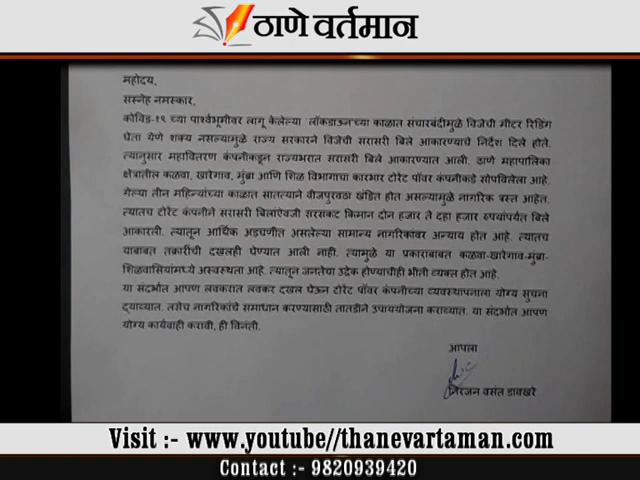 ठाणे वर्तमान
महोदय,
सस्नेह नमस्कार,
कोविड-१९ च्या पार्श्वभूमीवर लागू केलेल्या 'लॉकडाऊन'च्या काळात संचारबंदीमुळे विजेची मीटर रिडिंग
घेता येणे शक्य नसल्यामुळे राज्य सरकारने विजेची सरासरी बिले आकारण्याचे निर्देश दिले होते.
त्यानुसार महावितरण कंपनीकडून राज्यभरात सरासरी बिले आकारण्यात आली. ठाणे महापालिका
क्षेत्रातील कळवा, खारेगाव, मुंब्रा आणि शिळ विभागाचा कारभार टोरेंट पॉवर कंपनीकडे सोपविलेला आहे.
गेल्या तीन महिन्यांच्या काळात सातत्याने वीजपुरवठा खंडित होत असल्यामुळे नागरिक त्रस्त आहेत.
त्यातच टोरेंट कंपनीने सरासरी बिलांऐवजी सरसकट किमान दोन हजार ते दहा हजार रुपयांपर्यंत बिले
आकारली. त्यातून आर्थिक अडचणीत असलेल्या सामान्य नागरिकांवर अन्याय होत आहे. त्यातच
याबाबत तक्रारींची दखलही घेण्यात आली नाही. त्यामुळे या प्रकाराबाबत कळवा-खारेगाव-मुंब्रा-
शिळवासियांमध्ये अस्वस्थता आहे. त्यातून जनतेचा उद्रेक होण्याचीही भीती व्यक्त होत आहे.
या संदर्भात आपण लवकरात लवकर दखल घेऊन टोरेंट पॉवर कंपनीच्या व्यवस्थापनाला योग्य सुचना
द्याव्यात. तसेच नागरिकांचे समाधान करण्यासाठी तातडीने उपाययोजना कराव्यात. या संदर्भात आपण
योग्य कार्यवाही करावी, ही विनंती.
आपला
निरंजन वसंत डावखरे
Visit :- www.youtube//thanevartaman.com
Contact :- 9820939420